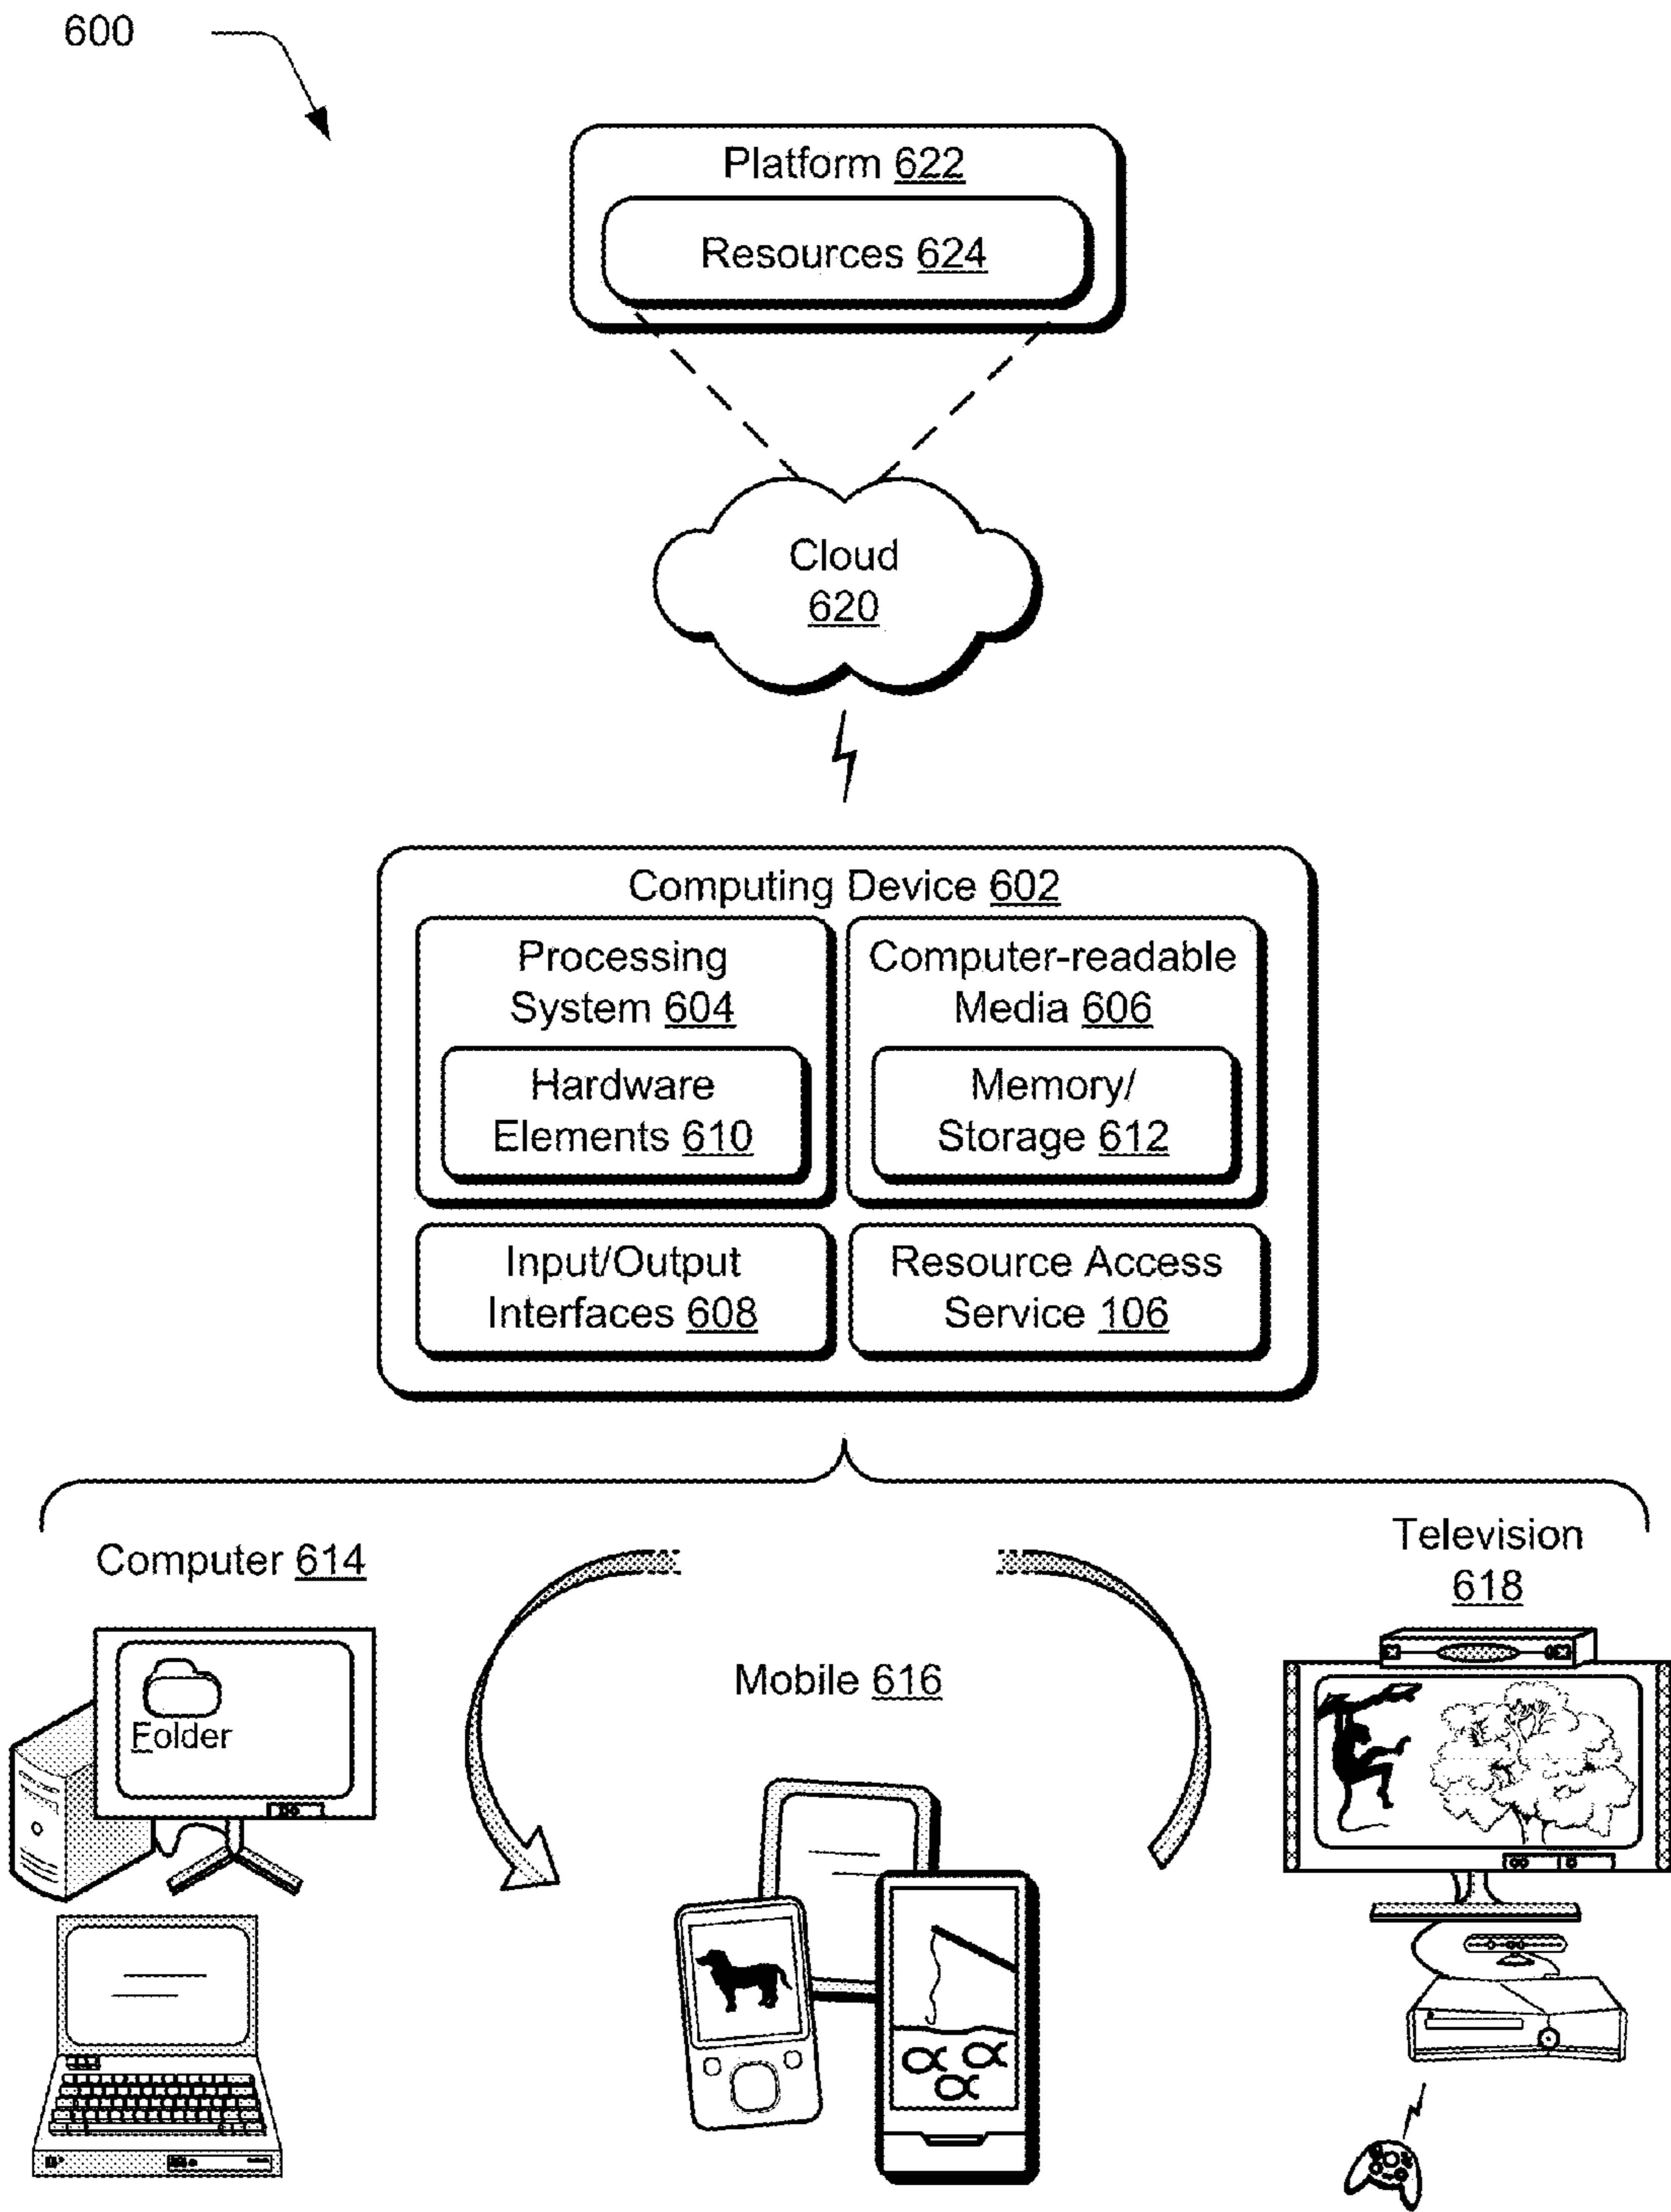 600
Platform 622
Resources 624
Cloud
620
Computing Device 602
Processing
System 604
Hardware
Elements 610
Computer-readable
Media 606
Memory/
Storage 612
Input/Output
Interfaces 608
Resource Access
Service 106
Computer 614
Folder
Mobile 616
Television
618